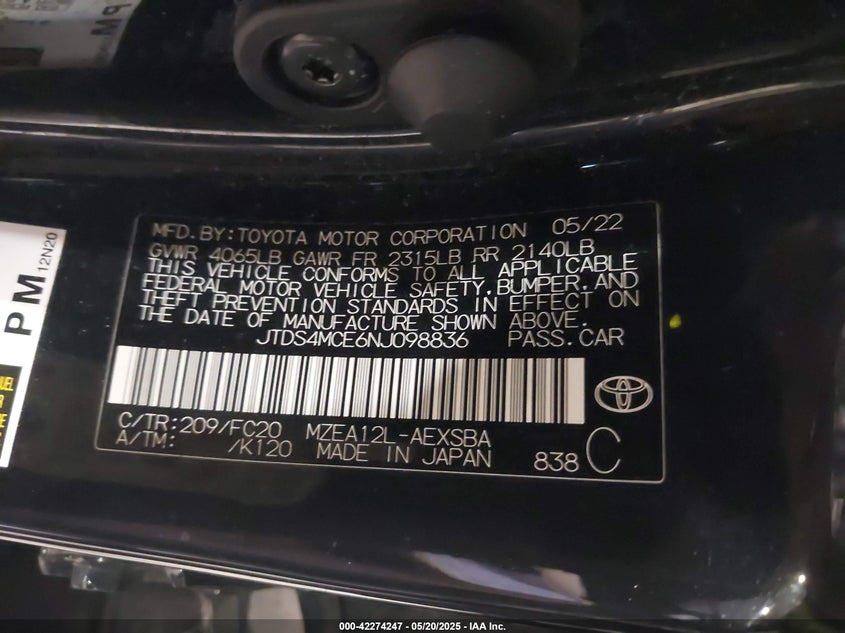 PM
PM 12N20
MFD. BY: TOYOTA MOTOR CORPORATION 05/22
GVWR 4065LB GAWR FR 2315LB RR 2140LB
THIS VEHICLE CONFORMS TO ALL APPLICABLE
FEDERAL MOTOR VEHICLE SAFETY, BUMPER, AND
THEFT PREVENTION STANDARDS IN EFFECT ON
THE DATE OF MANUFACTURE SHOWN ABOVE.
JTDS4MCE6NJ098836 PASS.CAR
C/TR: 209/FC20 MZEA12L-AEXSBA
A/TM: /K120 MADE IN JAPAN 838 C
000-42274247 - 05/20/2025 - IAA Inc.